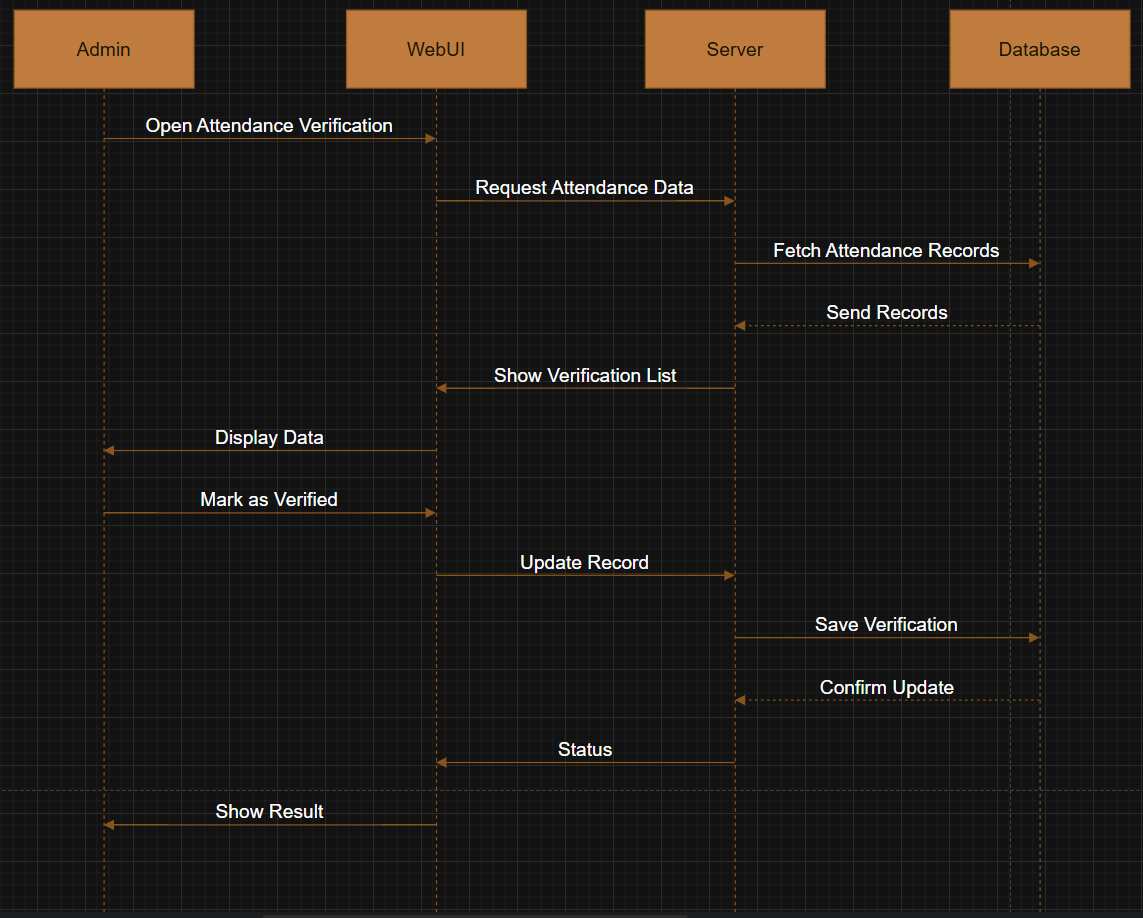 Admin
WebUI
Server
Database
Open Attendance Verification
Request Attendance Data
Fetch Attendance Records
Send Records
Show Verification List
Display Data
Mark as Verified
Update Record
Save Verification
Confirm Update
Status
Show Result